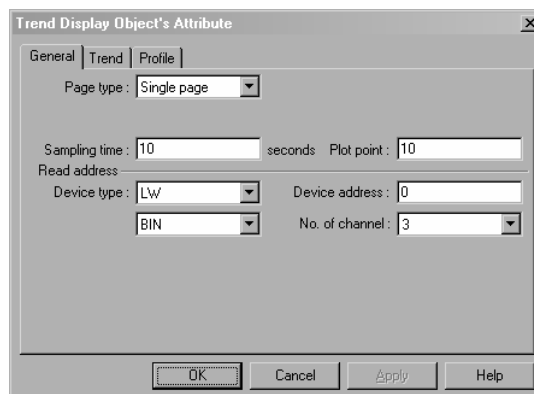 Trend Display Object's Attribute
General Trend Profile
Page type : Single page
Sampling time : 10 seconds Plot point : 10
Read address
Device type : LW Device address : 0
BIN No. of channel : 3
OK Cancel Apply Help